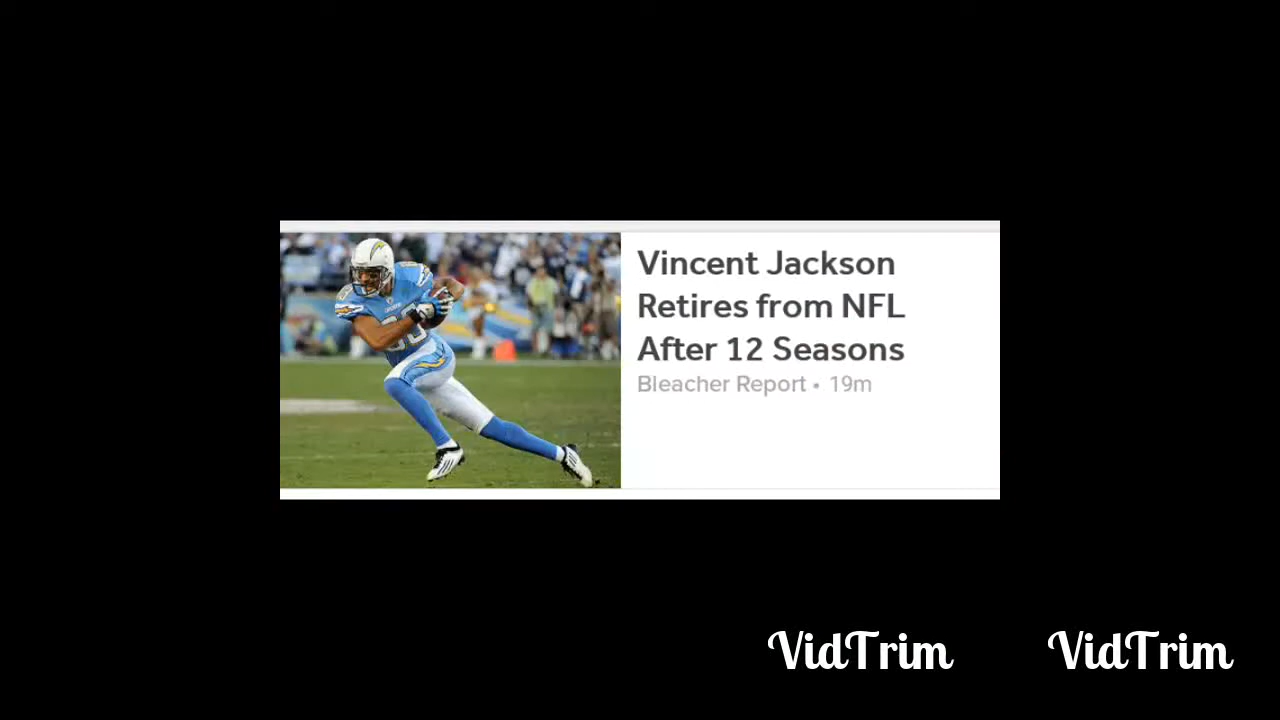 Vincent Jackson
Retires from NFL
After 12 Seasons
Bleacher Report • 19m
VidTrim VidTrim